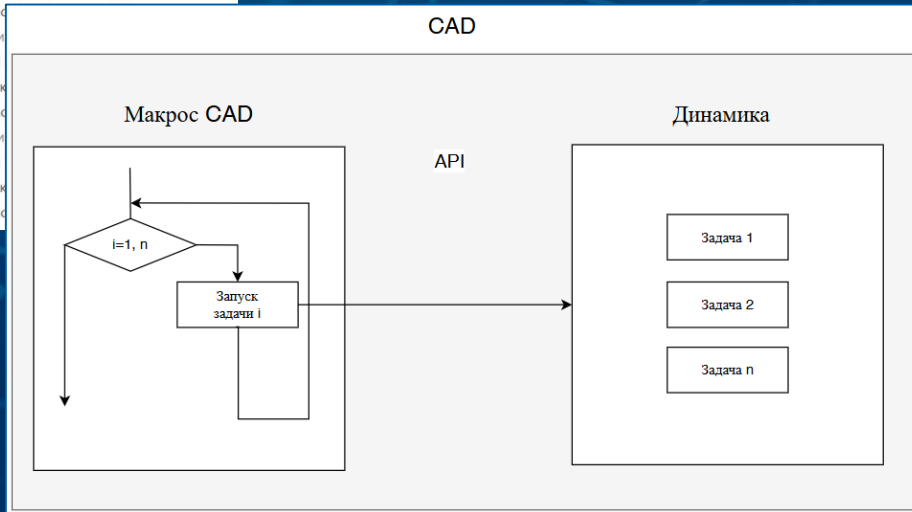 CAD
Макрос CAD
Динамика
API
i=1, n
Запуск
задачи i
Задача 1
Задача 2
Задача n